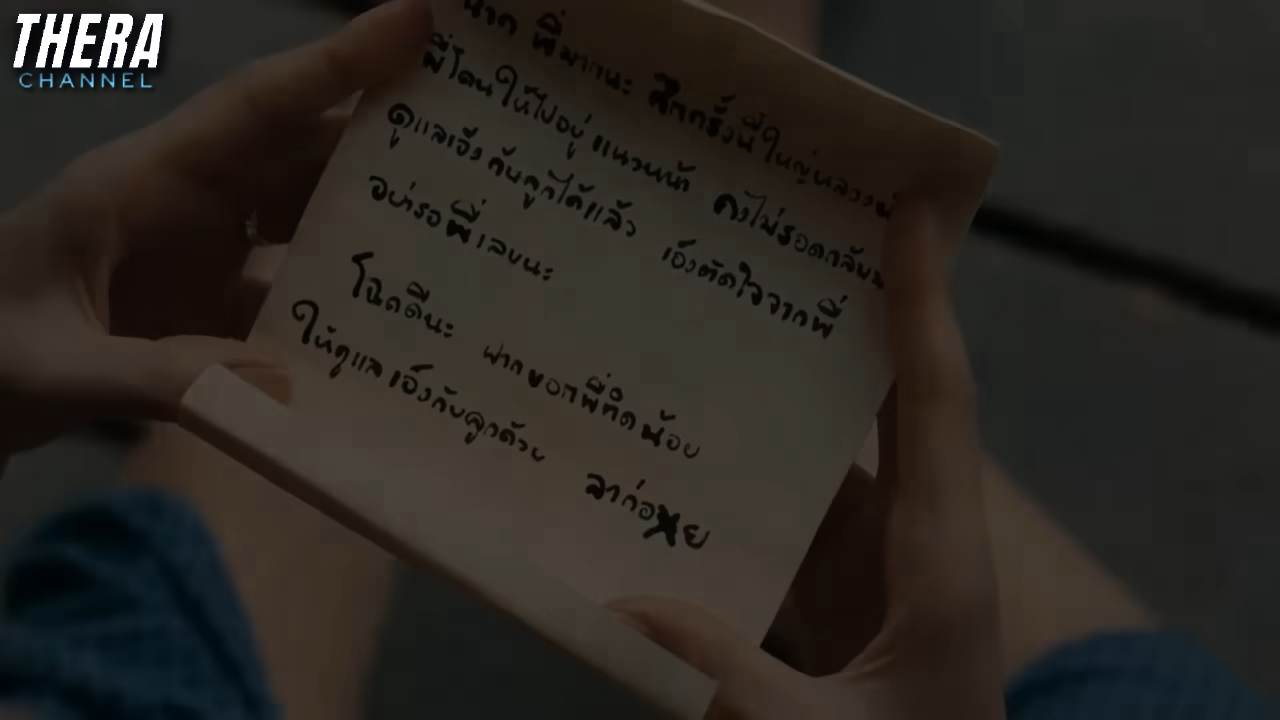 THERA
CHANNEL
นาก พี่มากนะ ศึกครั้งนี้ใหญ่หลวงนัก
พี่โดนให้ไปอยู่แนวหน้า คงไม่รอดกลับม
ดูแลเอ็งกับลูกได้แล้ว เอ็งตัดใจจากพี่
อย่ารอพี่เลยนะ
โฉคดีนะ ฝากบอกพี่ทิดน้อย
ให้ดูแลเอ็งกับลูกด้วย ลาก่อ ย